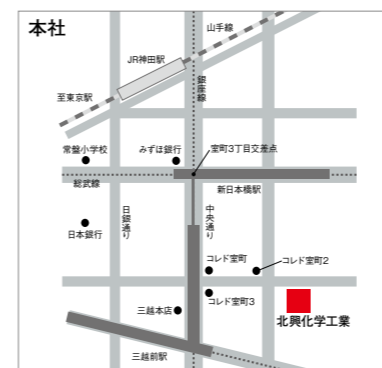 本社
山手線
JR神田駅
至東京駅
銀座線
常盤小学校
みずほ銀行
室町3丁目交差点
総武線
新日本橋駅
日銀通り
中央通り
日本銀行
コレド室町
コレド室町2
コレド室町3
三越本店
北興化学工業
三越前駅